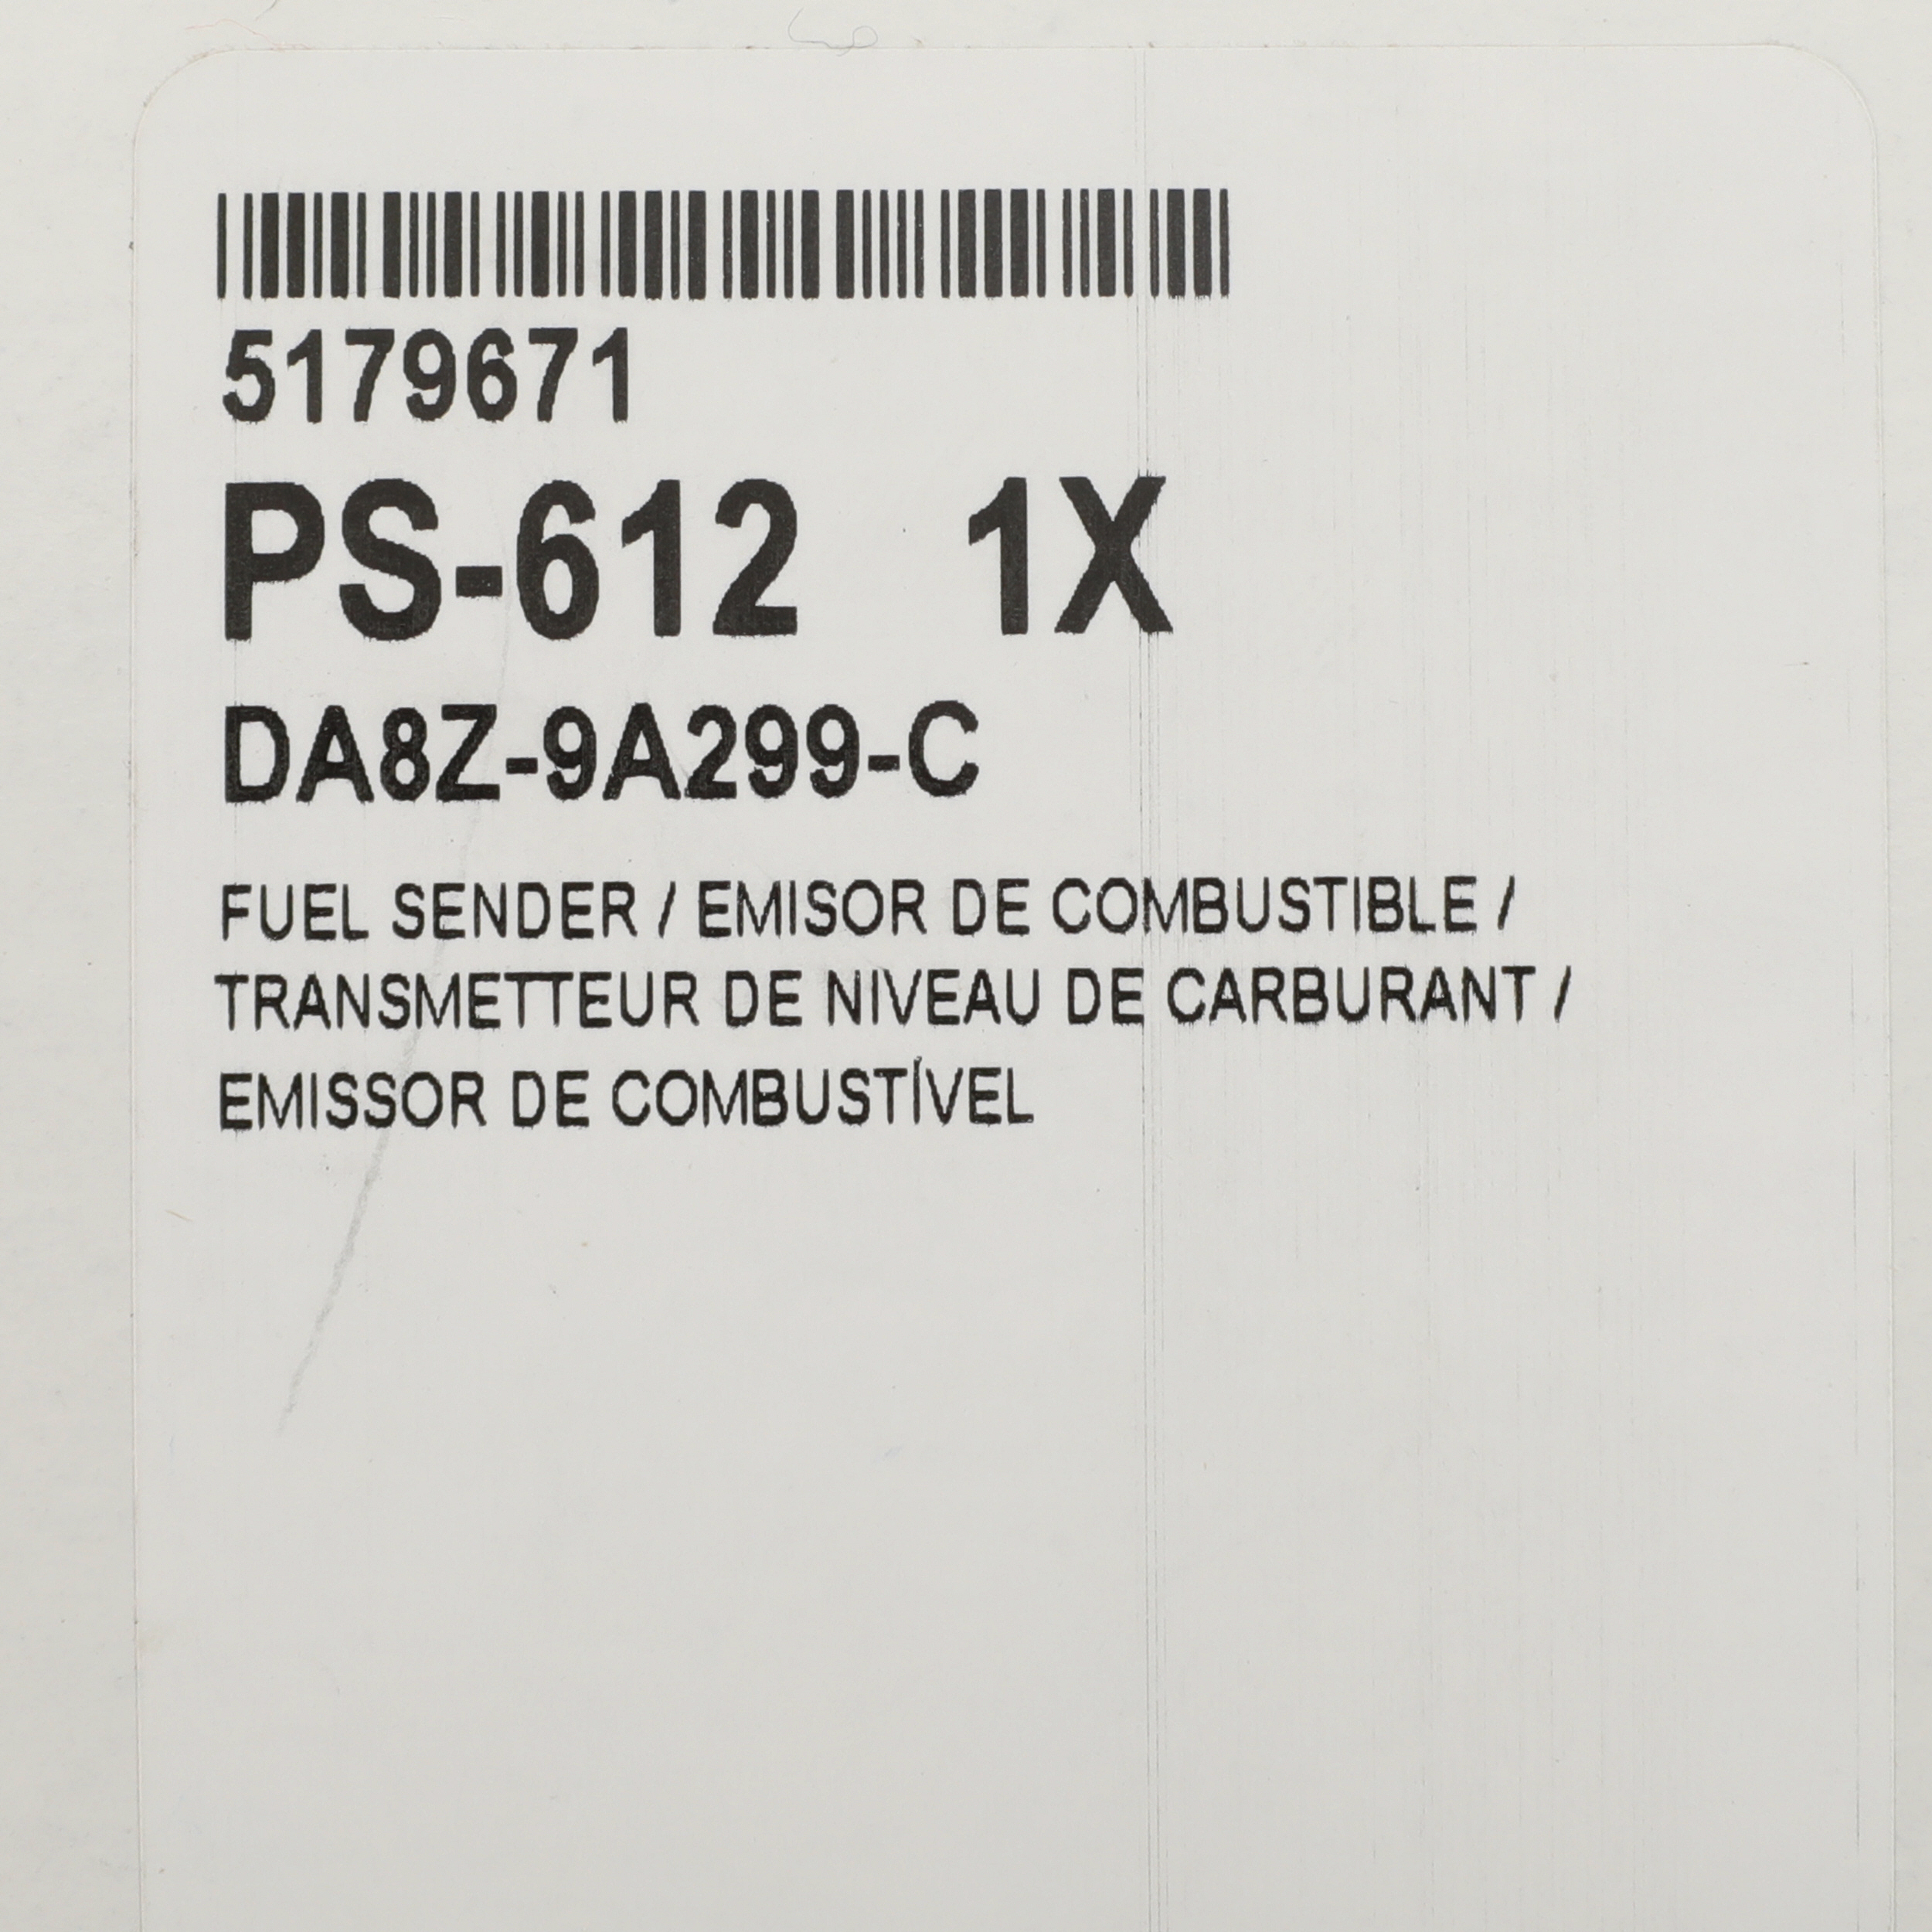 5179671
PS-612 1X
DA8Z-9A299-C
FUEL SENDER / EMISOR DE COMBUSTIBLE /
TRANSMETTEUR DE NIVEAU DE CARBURANT /
EMISSOR DE COMBUSTÍVEL